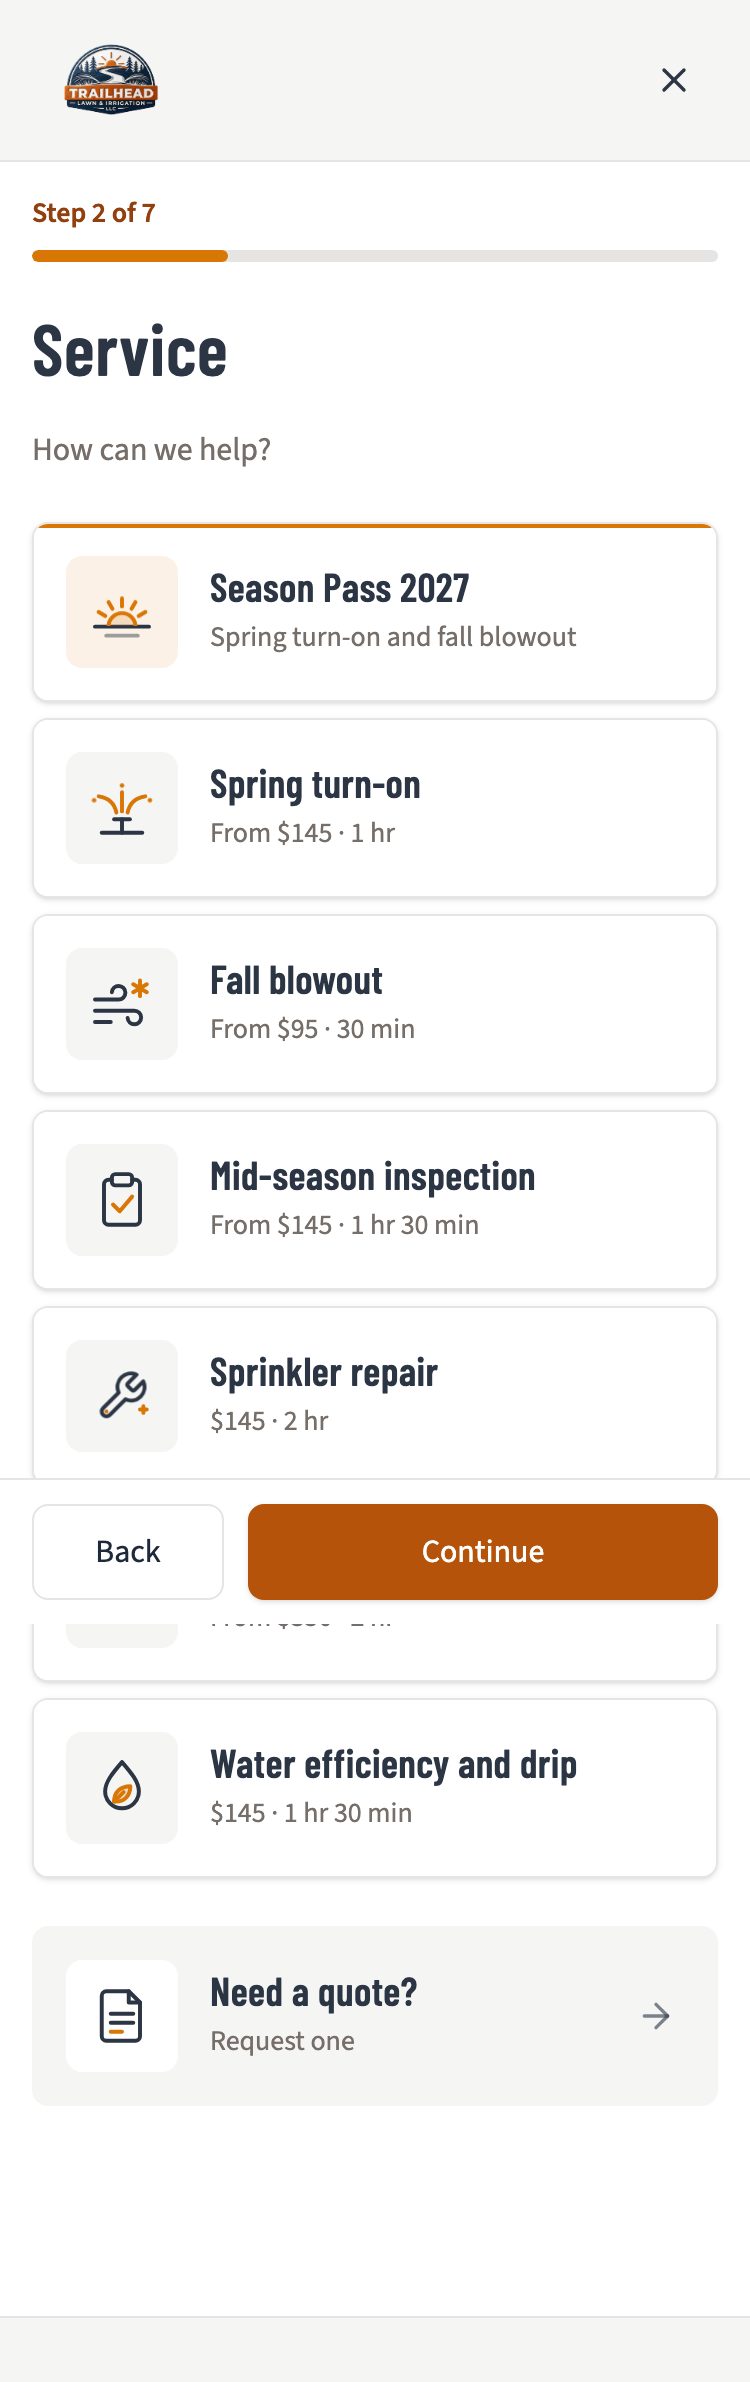 TRAILHEAD
LAWN & IRRIGATION
LLC
Step 2 of 7
Service
How can we help?
Season Pass 2027
Spring turn-on and fall blowout
Spring turn-on
From $145 · 1 hr
Fall blowout
From $95 · 30 min
Mid-season inspection
From $145 · 1 hr 30 min
Sprinkler repair
$145 · 2 hr
Back
Continue
Water efficiency and drip
$145 · 1 hr 30 min
Need a quote?
Request one